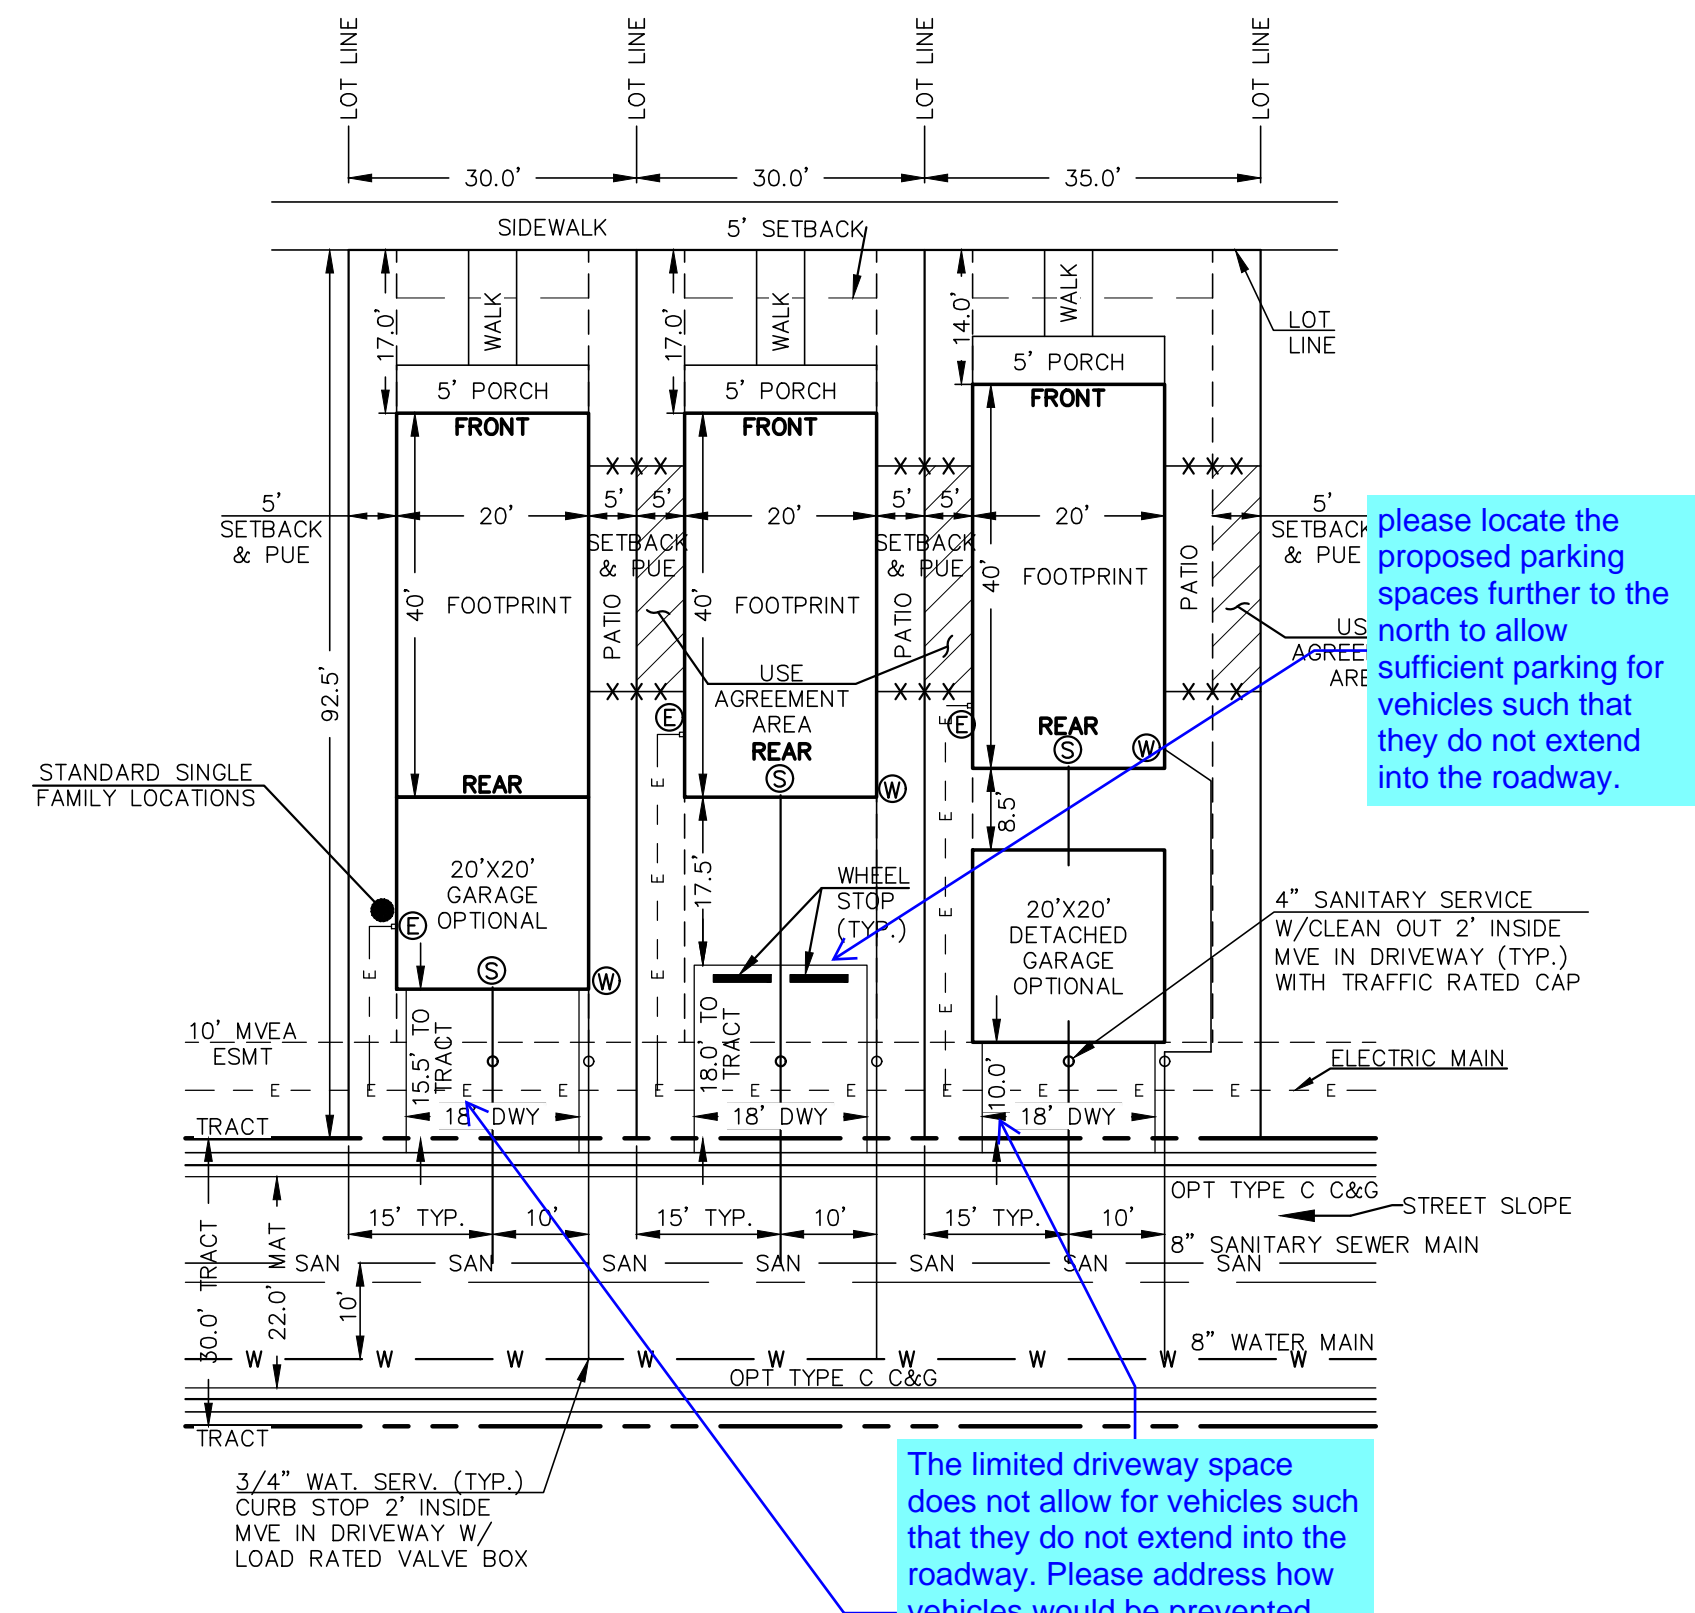 LOT LINE
LOT LINE
LOT LINE
LOT LINE
30.0'
30.0'
35.0'
SIDEWALK
5' SETBACK
17.0'
WALK
17.0'
WALK
14.0'
WALK
LOT
LINE
5' PORCH
5' PORCH
5' PORCH
FRONT
FRONT
FRONT
X X X
X X X
X X X
5'
SETBACK
& PUE
20'
5'
5'
SETBACK
& PUE
20'
5'
5'
SETBACK
& PUE
20'
5'
SETBACK
& PUE
40'
FOOTPRINT
PATIO
40'
FOOTPRINT
PATIO
40'
FOOTPRINT
PATIO
92.5'
USE
AGREEMENT
AREA
please locate the
proposed parking
spaces further to the
north to allow
sufficient parking for
vehicles such that
they do not extend
into the roadway.
X X X
X X X
X X X
E
E
REAR
REAR
REAR
S
W
S
W
STANDARD SINGLE
FAMILY LOCATIONS
20'X20'
GARAGE
OPTIONAL
E
S
W
17.5'
WHEEL
STOP
(TYP.)
8.5'
20'X20'
DETACHED
GARAGE
OPTIONAL
4" SANITARY SERVICE
W/CLEAN OUT 2' INSIDE
MVE IN DRIVEWAY (TYP.)
WITH TRAFFIC RATED CAP
E
E
E
E
E
E
E
10' MVEA
ESMT
15.5' TO
TRACT
18.0' TO
TRACT
10.0'
ELECTRIC MAIN
E E E E E E E E E E E E
18' DWY
18' DWY
18' DWY
TRACT
OPT TYPE C C&G
STREET SLOPE
15' TYP.
10'
15' TYP.
10'
15' TYP.
10'
8" SANITARY SEWER MAIN
SAN SAN SAN SAN SAN SAN SAN
30.0' TRACT
22.0' MAT
10'
8" WATER MAIN
W W W W W W W W W
OPT TYPE C C&G
TRACT
3/4" WAT. SERV. (TYP.)
CURB STOP 2' INSIDE
MVE IN DRIVEWAY W/
LOAD RATED VALVE BOX
The limited driveway space
does not allow for vehicles such
that they do not extend into the
roadway. Please address how
vehicles would be prevented